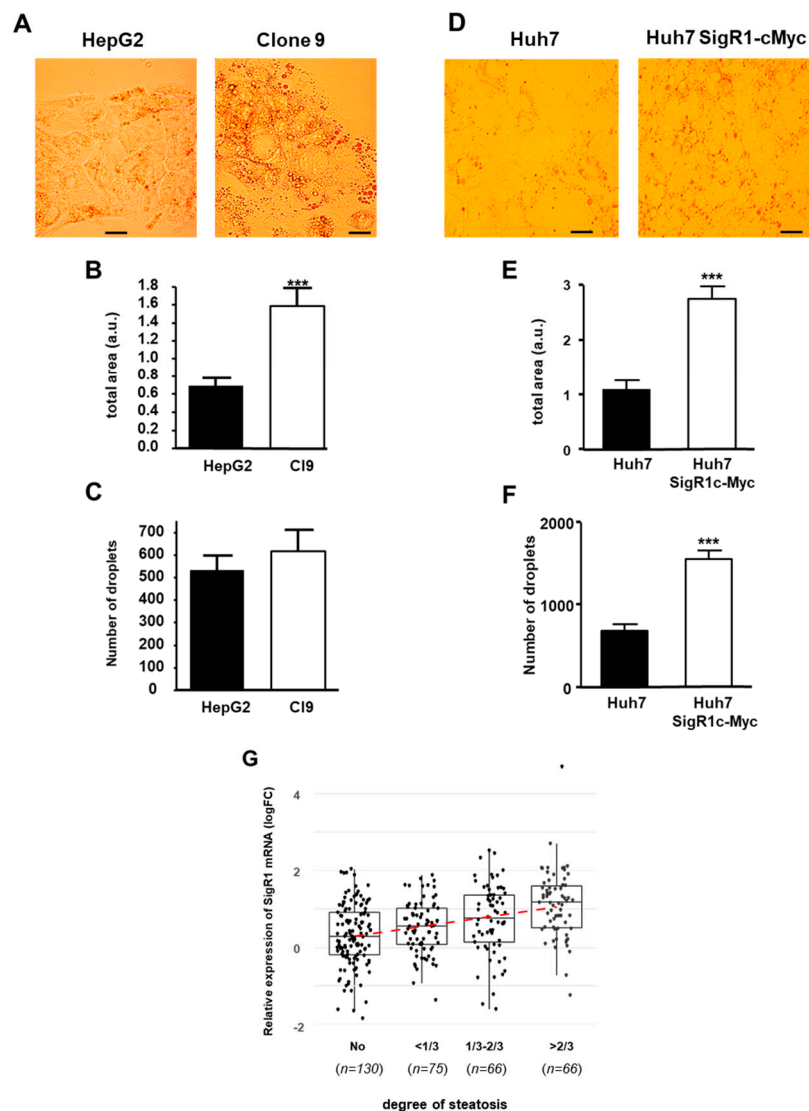 A
HepG2
Clone 9
D
Huh7
Huh7 SigR1-cMyc
B
total area (a.u.)
1.8
1.6
1.4
1.2
1.0
0.8
0.6
0.4
0.2
0.0
***
HepG2
Cl9
E
total area (a.u.)
3
2
1
0
***
Huh7
Huh7
SigR1c-Myc
C
Number of droplets
700
600
500
400
300
200
100
0
HepG2
Cl9
F
Number of droplets
2000
1000
0
***
Huh7
Huh7
SigR1c-Myc
G
Relative expression of SigR1 mRNA (logFC)
4
2
0
-2
No
<1/3
1/3-2/3
>2/3
(n=130)
(n=75)
(n=66)
(n=66)
degree of steatosis